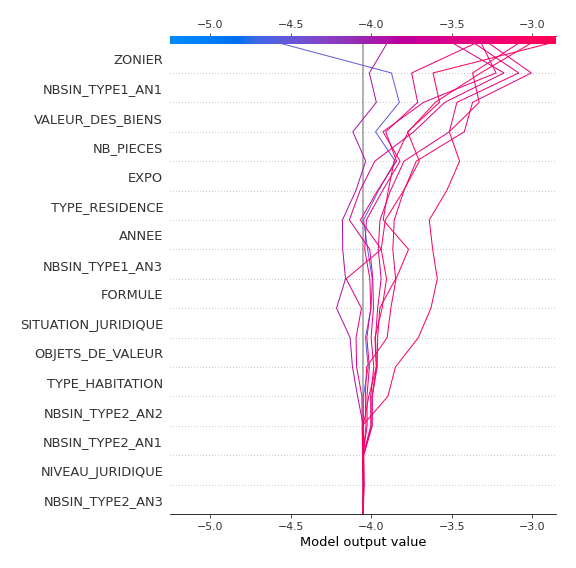 −5.0 −4.5 −4.0 −3.5 −3.0
ZONIER
NBSIN_TYPE1_AN1
VALEUR_DES_BIENS
NB_PIECES
EXPO
TYPE_RESIDENCE
ANNEE
NBSIN_TYPE1_AN3
FORMULE
SITUATION_JURIDIQUE
OBJETS_DE_VALEUR
TYPE_HABITATION
NBSIN_TYPE2_AN2
NBSIN_TYPE2_AN1
NIVEAU_JURIDIQUE
NBSIN_TYPE2_AN3
−5.0 −4.5 −4.0 −3.5 −3.0
Model output value